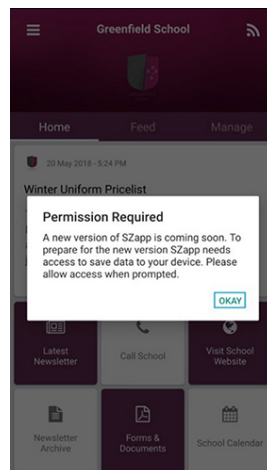 Greenfield School
Home Feed Manage
20 May 2018 - 5:24 PM
Winter Uniform Pricelist
Permission Required
A new version of SZapp is coming soon. To
prepare for the new version SZapp needs
access to save data to your device. Please
allow access when prompted.
OKAY
Latest
Newsletter
Call School
Visit School
Website
Newsletter
Archive
Forms &
Documents
School Calendar